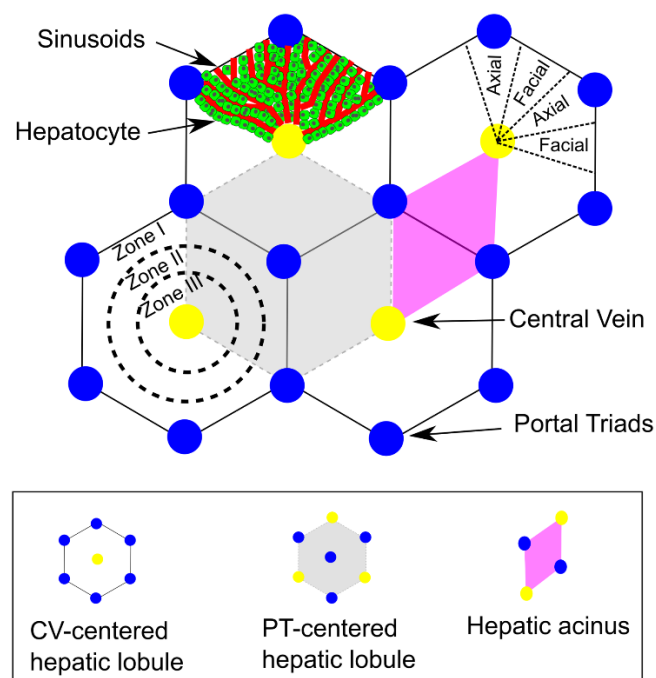 Sinusoids
Hepatocyte
Axial
Facial
Axial
Facial
Zone I
Zone II
Zone III
Central Vein
Portal Triads
CV-centered
hepatic lobule
PT-centered
hepatic lobule
Hepatic acinus